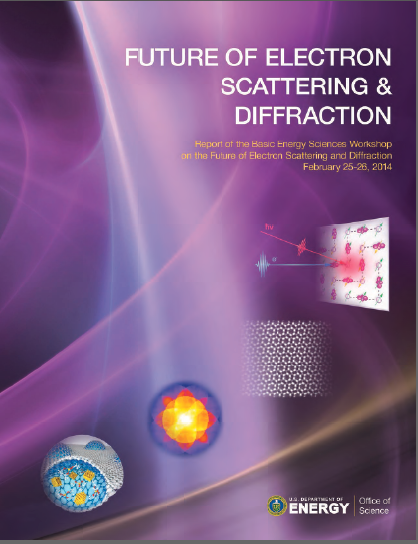 FUTURE OF ELECTRON
SCATTERING &
DIFFRACTION
Report of the Basic Energy Sciences Workshop
on the Future of Electron Scattering and Diffraction
February 25-26, 2014
hν
e⁻
U.S. DEPARTMENT OF
ENERGY
Office of
Science